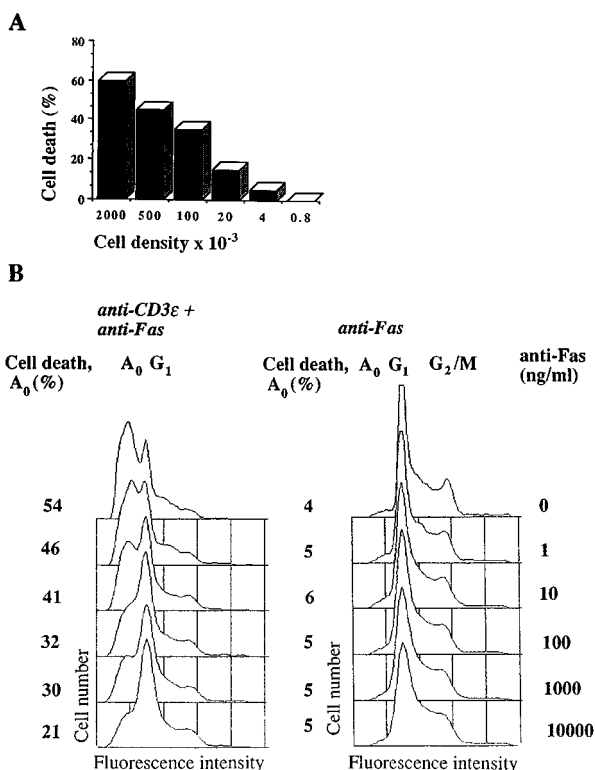 A
Cell death (%)
80
60
40
20
0
2000 500 100 20 4 0.8
Cell density x 10⁻³
B
anti-CD3ε +
anti-Fas
anti-Fas
Cell death, A₀ G₁
A₀(%)
Cell death, A₀ G₁ G₂/M
A₀(%)
anti-Fas
(ng/ml)
54 4 0
46 5 1
41 6 10
32 5 100
30 5 1000
21 5 10000
Cell number
Cell number
Fluorescence intensity
Fluorescence intensity